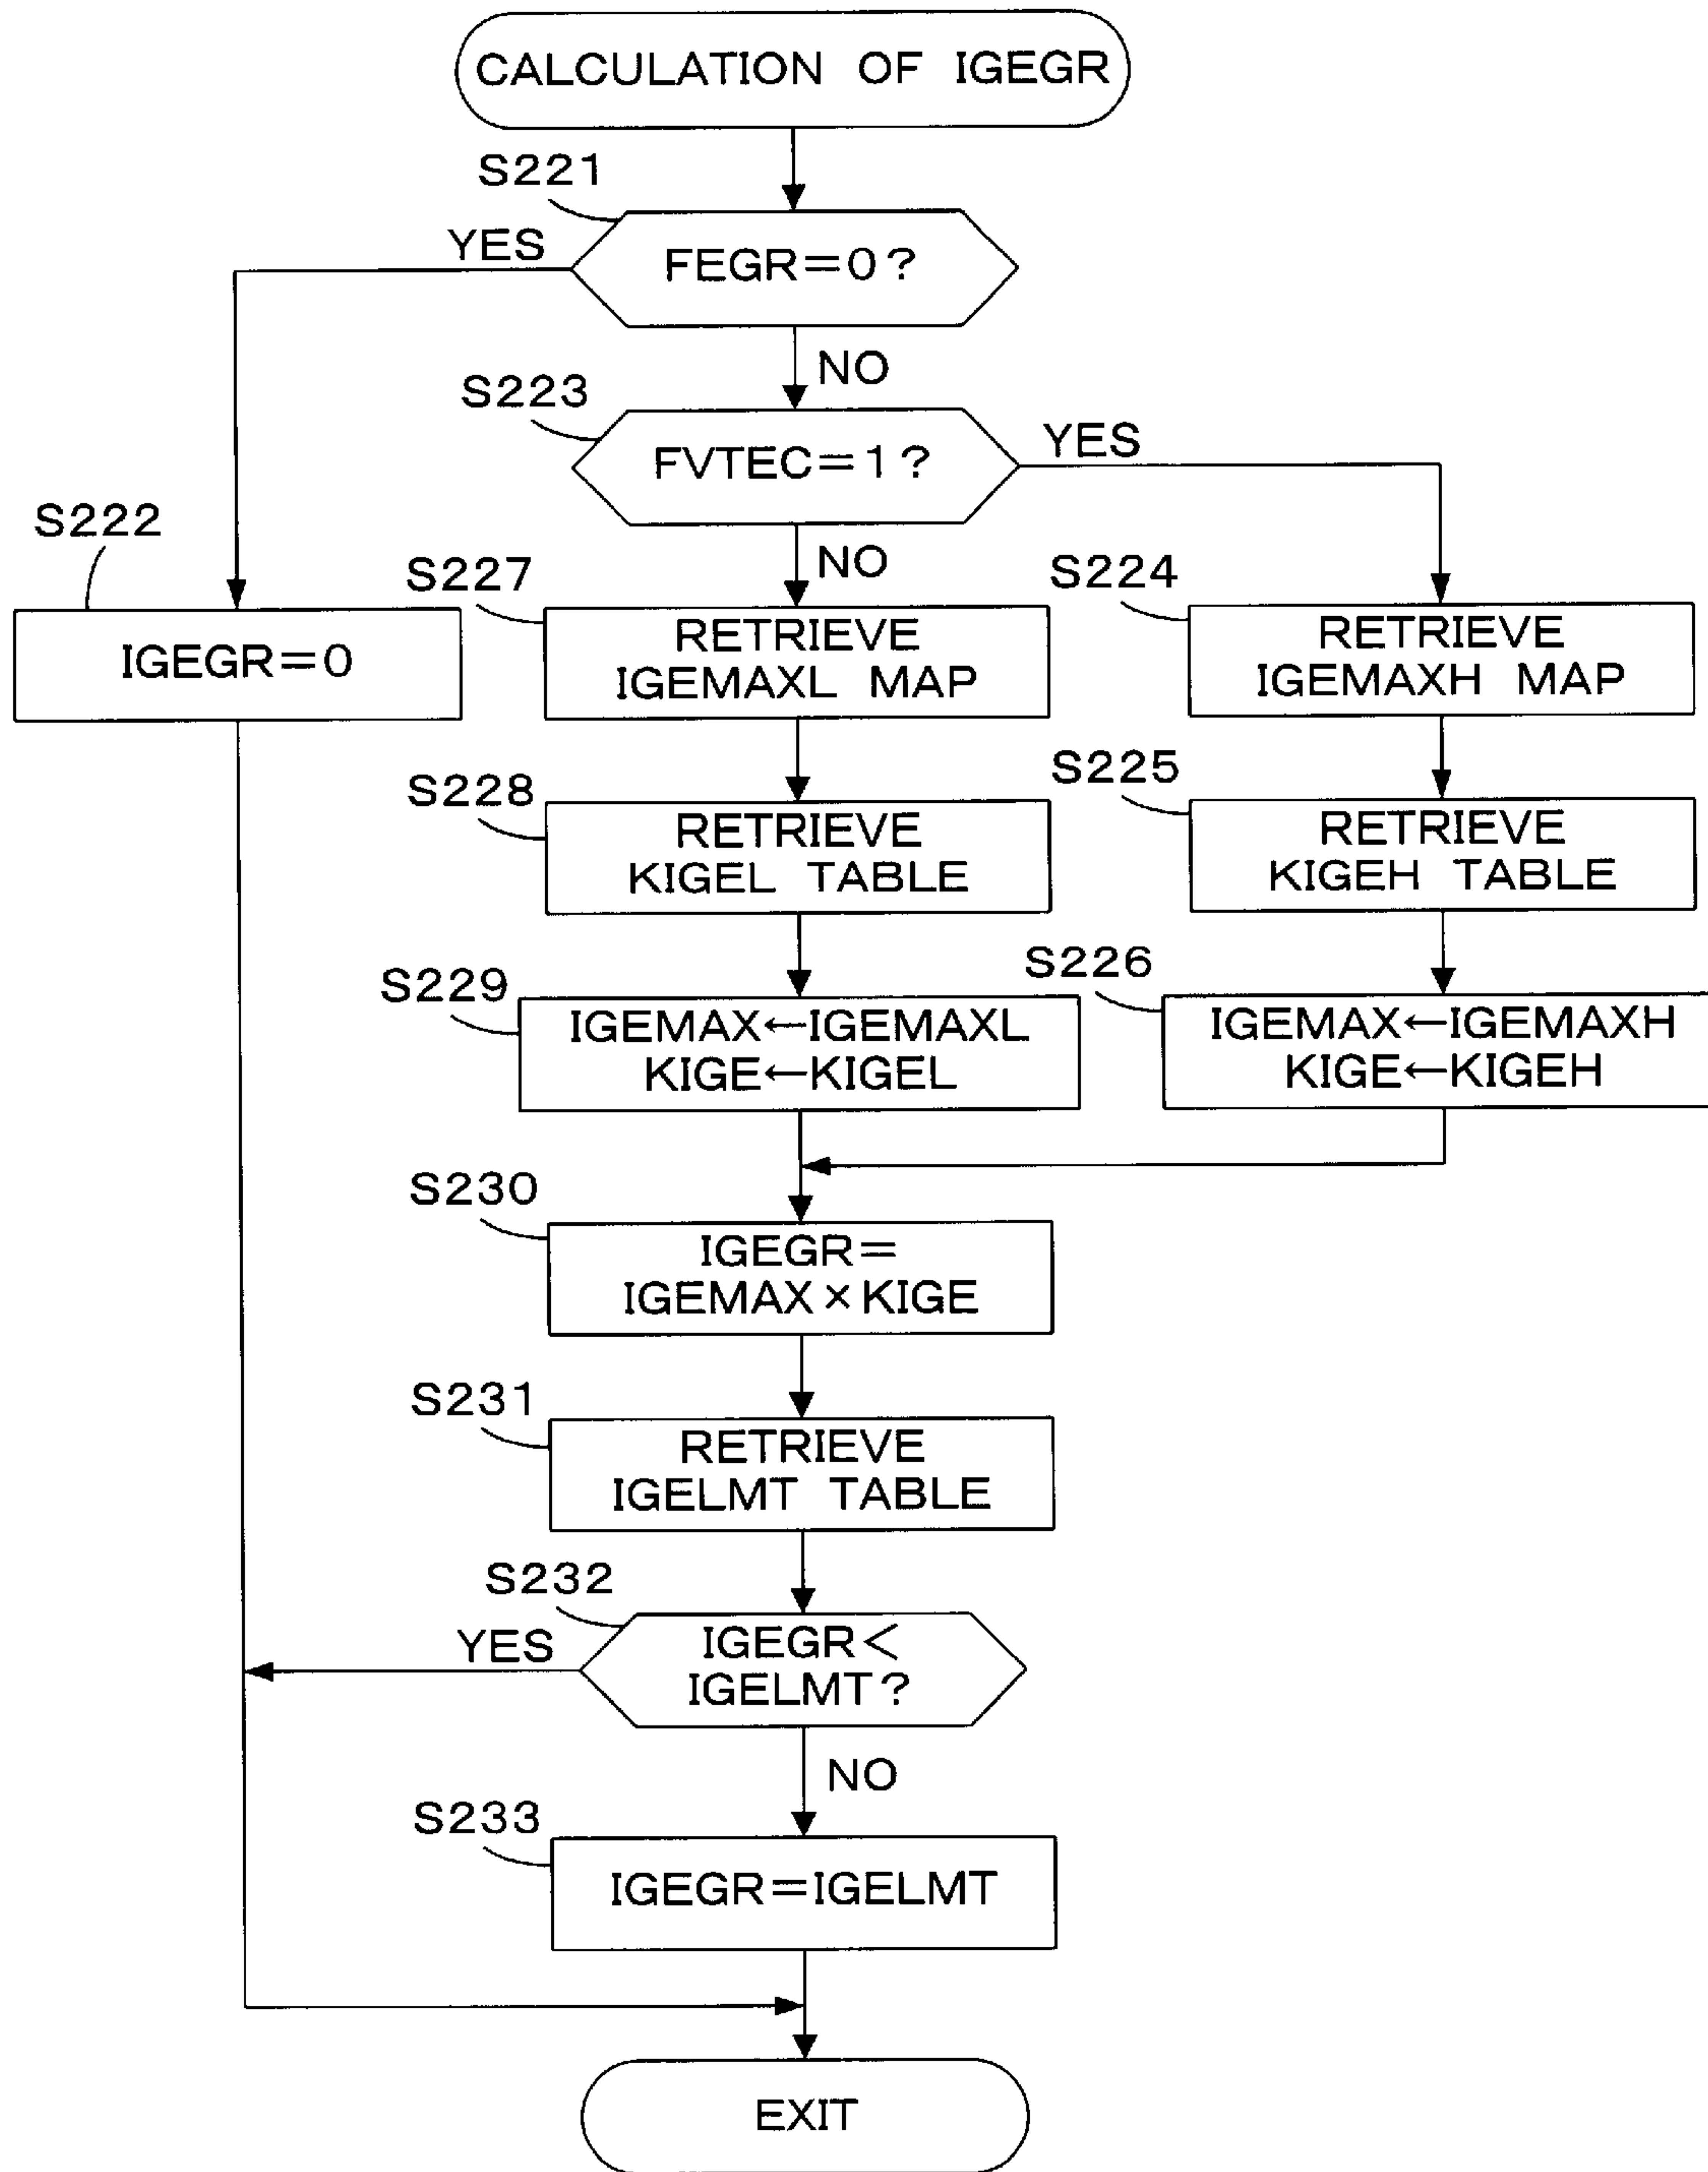 CALCULATION OF IGEGR
S221
YES
FEGR=0?
NO
S223
FVTEC=1?
YES
S222
IGEGR=0
NO
S227
RETRIEVE
IGEMAXL MAP
S224
RETRIEVE
IGEMAXH MAP
S228
RETRIEVE
KIGEL TABLE
S225
RETRIEVE
KIGEH TABLE
S229
IGEMAX←IGEMAXL
KIGE←KIGEL
S226
IGEMAX←IGEMAXH
KIGE←KIGEH
S230
IGEGR=
IGEMAX×KIGE
S231
RETRIEVE
IGELMT TABLE
S232
YES
IGEGR<
IGELMT?
NO
S233
IGEGR=IGELMT
EXIT